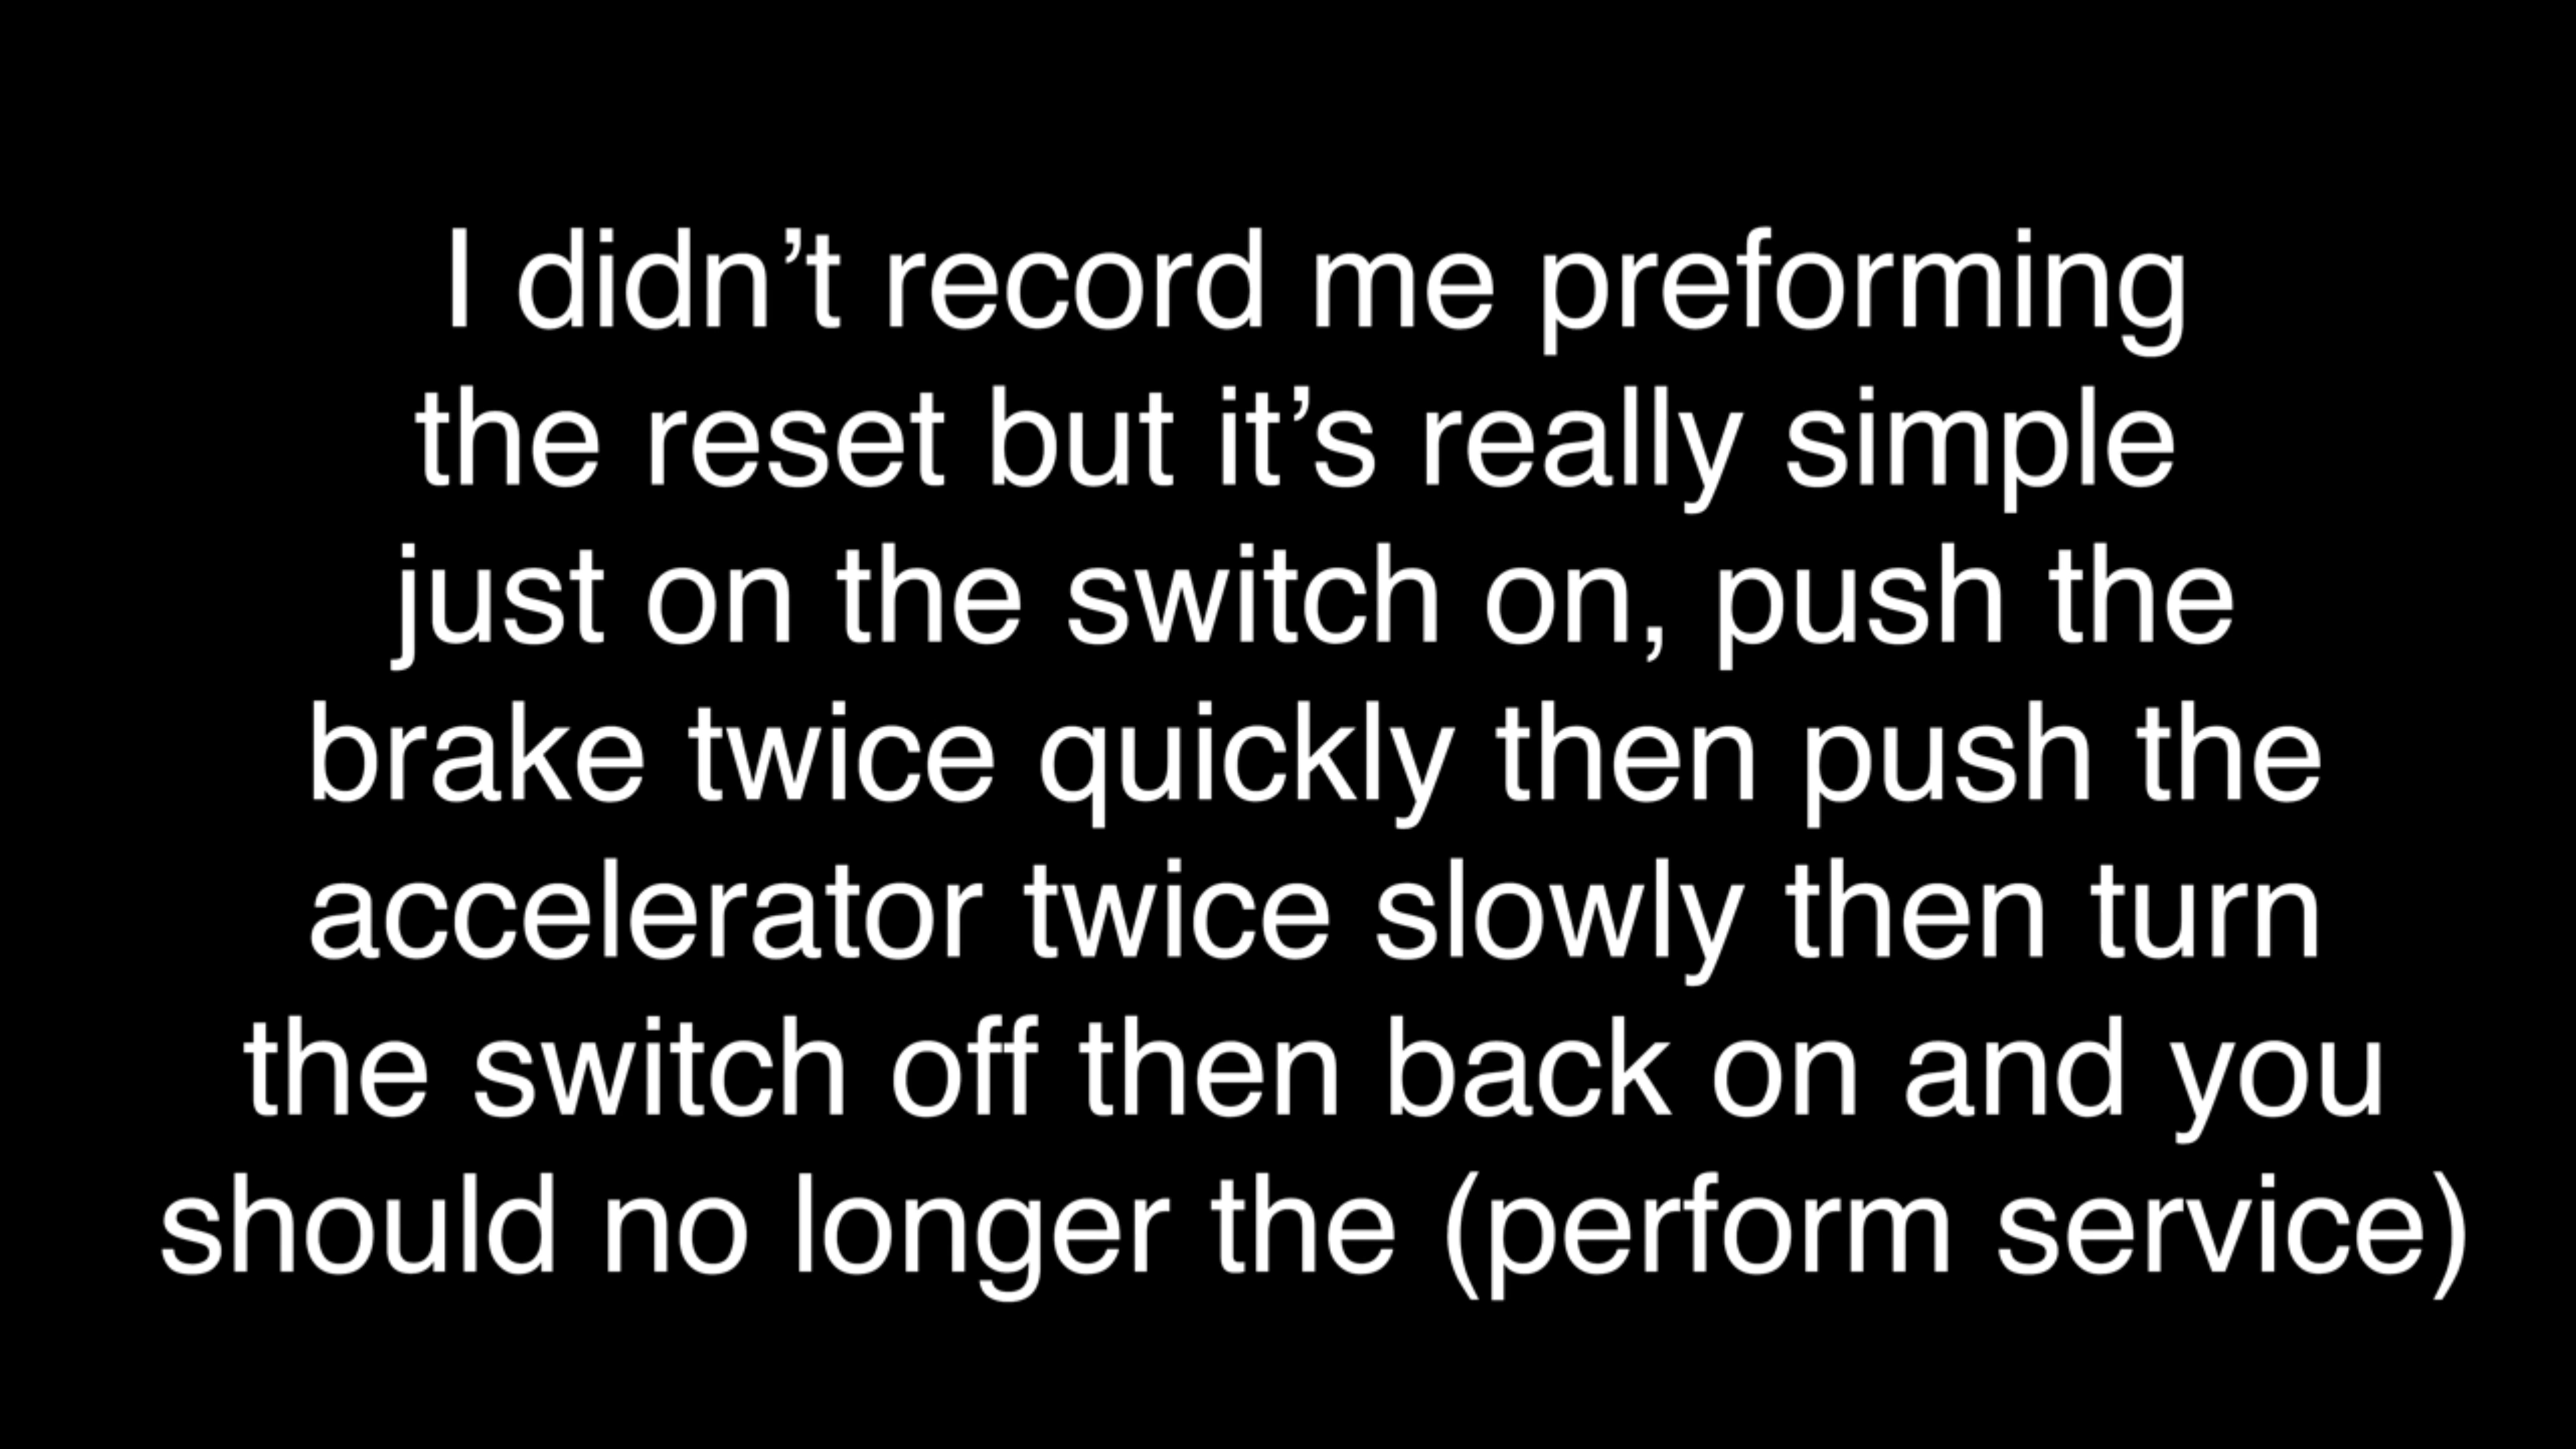 I didn’t record me preforming
the reset but it’s really simple
just on the switch on, push the
brake twice quickly then push the
accelerator twice slowly then turn
the switch off then back on and you
should no longer the (perform service)